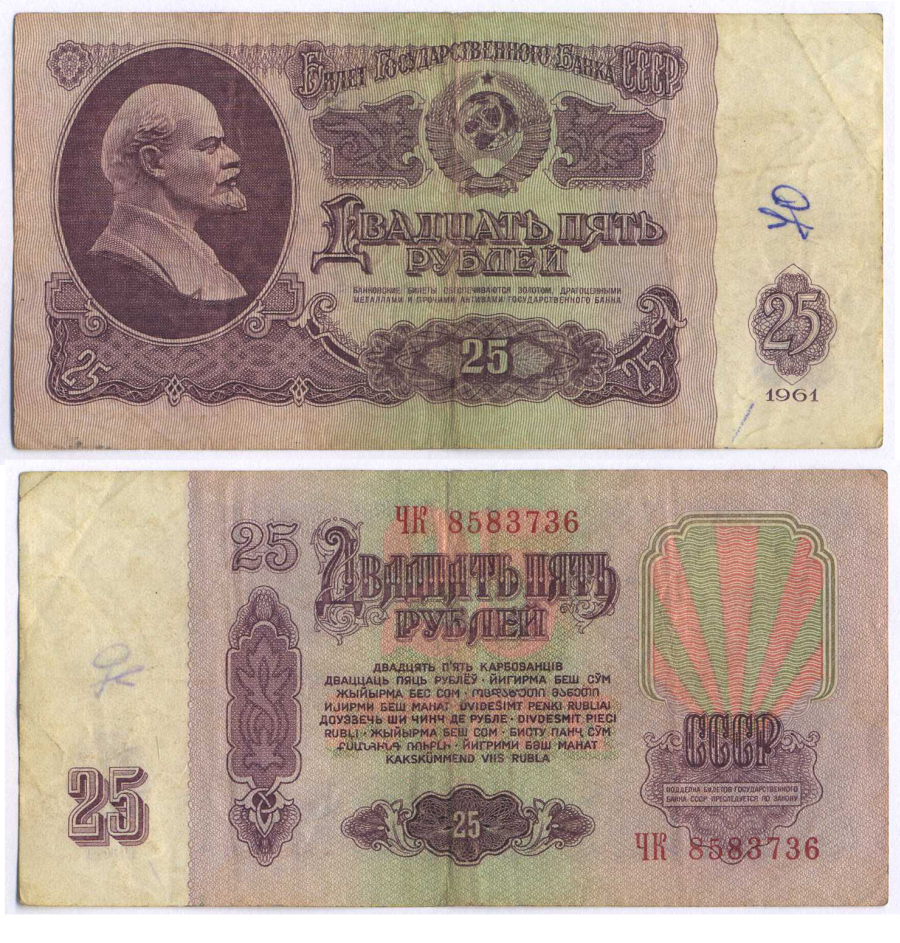 Билет Государственного Банка СССР
Двадцать пять
рублей
Банковские билеты обеспечиваются золотом, драгоценными
металлами и прочими активами Государственного банка
25
25
25
25
1961
ЧК 8583736
25
Двадцать пять
рублей
ДВАДЦЯТЬ П'ЯТЬ КАРБОВАНЦІВ
ДВАЦЦАЦЬ ПЯЦЬ РУБЛЁЎ · ЙИГИРМА БЕШ СЎМ
ЖЫЙЫРМА БЕС СОМ · ოცდახუთი მანეთი
ИЈИРМИ БЕШ МАНАТ DVIDEŠIMT PENKI RUBLIAI
ДОУЭЗЕЧЬ ШИ ЧИНЧ ДЕ РУБЛЕ · DIVDESMIT PIECI
RUBĻI · ЖЫЙЫРМА БЕШ СОМ · БИСТУ ПАНҶ СӮМ
ՔՍԱՆՀԻՆԳ ՌՈՒԲԼԻ · ЙИГРИМИ БӘШ МАНАТ
KAKSKÜMMEND VIIS RUBLA
25
25
СССР
ПОДДЕЛКА БИЛЕТОВ ГОСУДАРСТВЕННОГО
БАНКА СССР ПРЕСЛЕДУЕТСЯ ПО ЗАКОНУ
ЧК 8583736